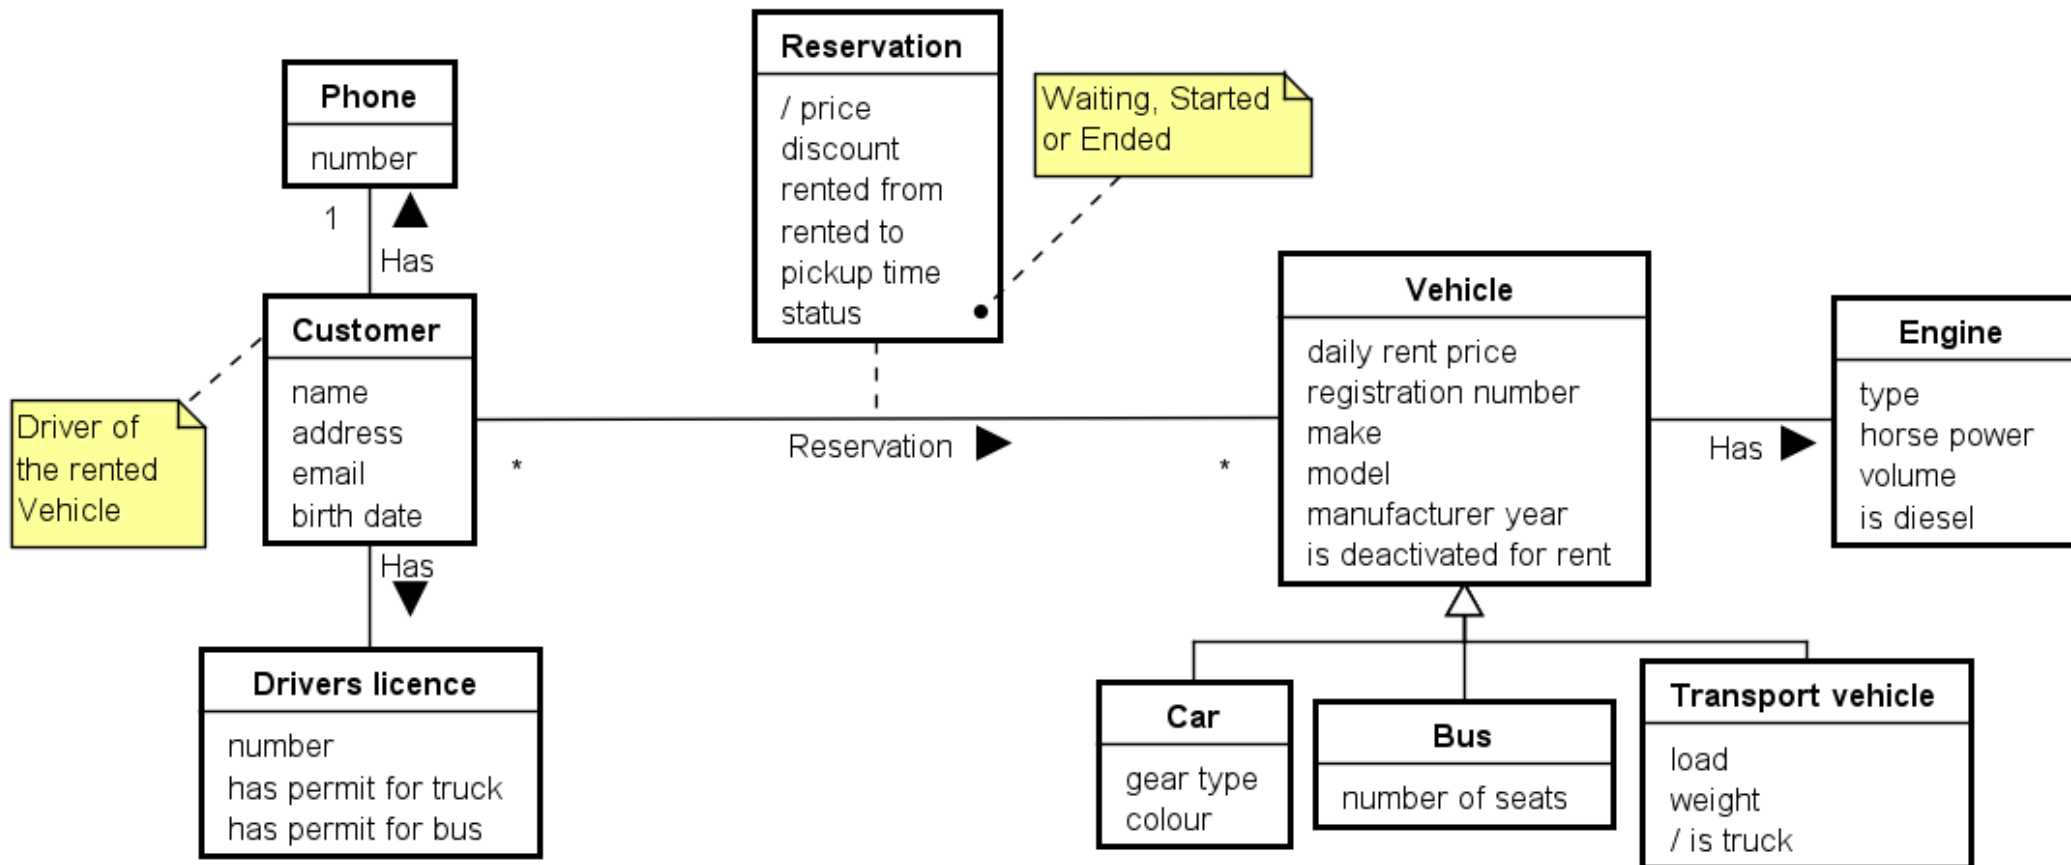 Reservation
/ price
discount
rented from
rented to
pickup time
status
Waiting, Started
or Ended
Phone
number
1
Has
Customer
name
address
email
birth date
Driver of
the rented
Vehicle
*
Reservation
*
Vehicle
daily rent price
registration number
make
model
manufacturer year
is deactivated for rent
Has
Engine
type
horse power
volume
is diesel
Has
Drivers licence
number
has permit for truck
has permit for bus
Car
gear type
colour
Bus
number of seats
Transport vehicle
load
weight
/ is truck